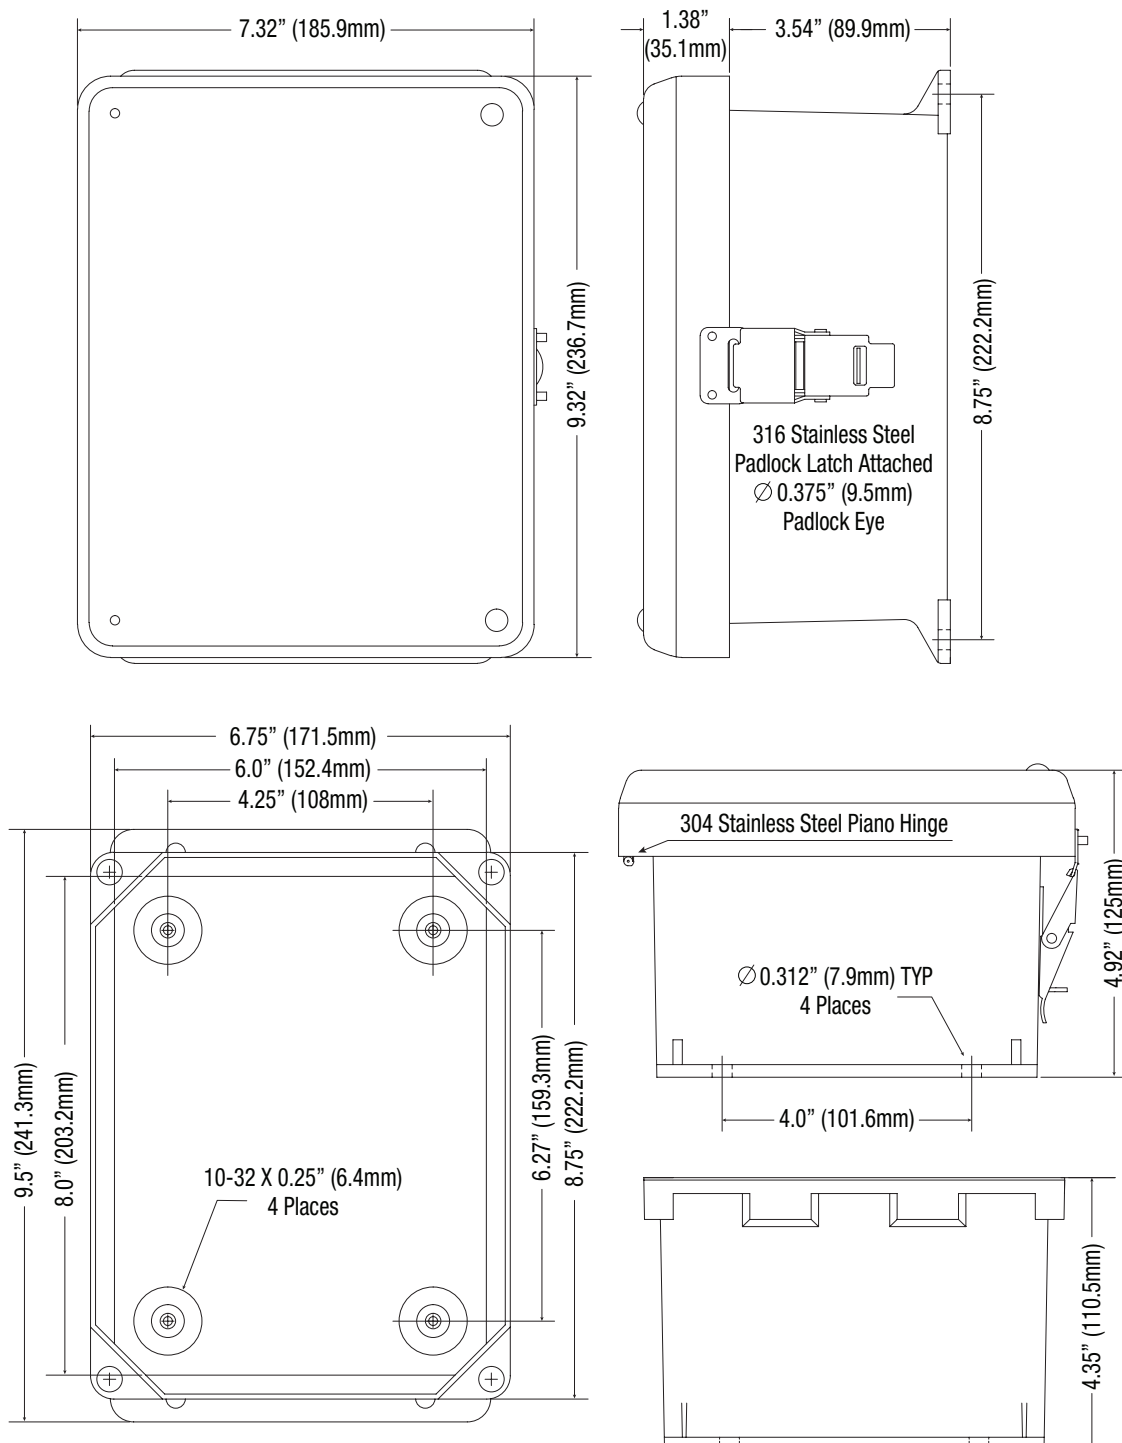 7.32” (185.9mm)
1.38”
(35.1mm)
3.54” (89.9mm)
9.32” (236.7mm)
8.75” (222.2mm)
316 Stainless Steel
Padlock Latch Attached
∅ 0.375” (9.5mm)
Padlock Eye
6.75” (171.5mm)
6.0” (152.4mm)
4.25” (108mm)
9.5” (241.3mm)
8.0” (203.2mm)
6.27” (159.3mm)
8.75” (222.2mm)
10-32 X 0.25” (6.4mm)
4 Places
304 Stainless Steel Piano Hinge
∅ 0.312” (7.9mm) TYP
4 Places
4.92” (125mm)
4.0” (101.6mm)
4.35” (110.5mm)